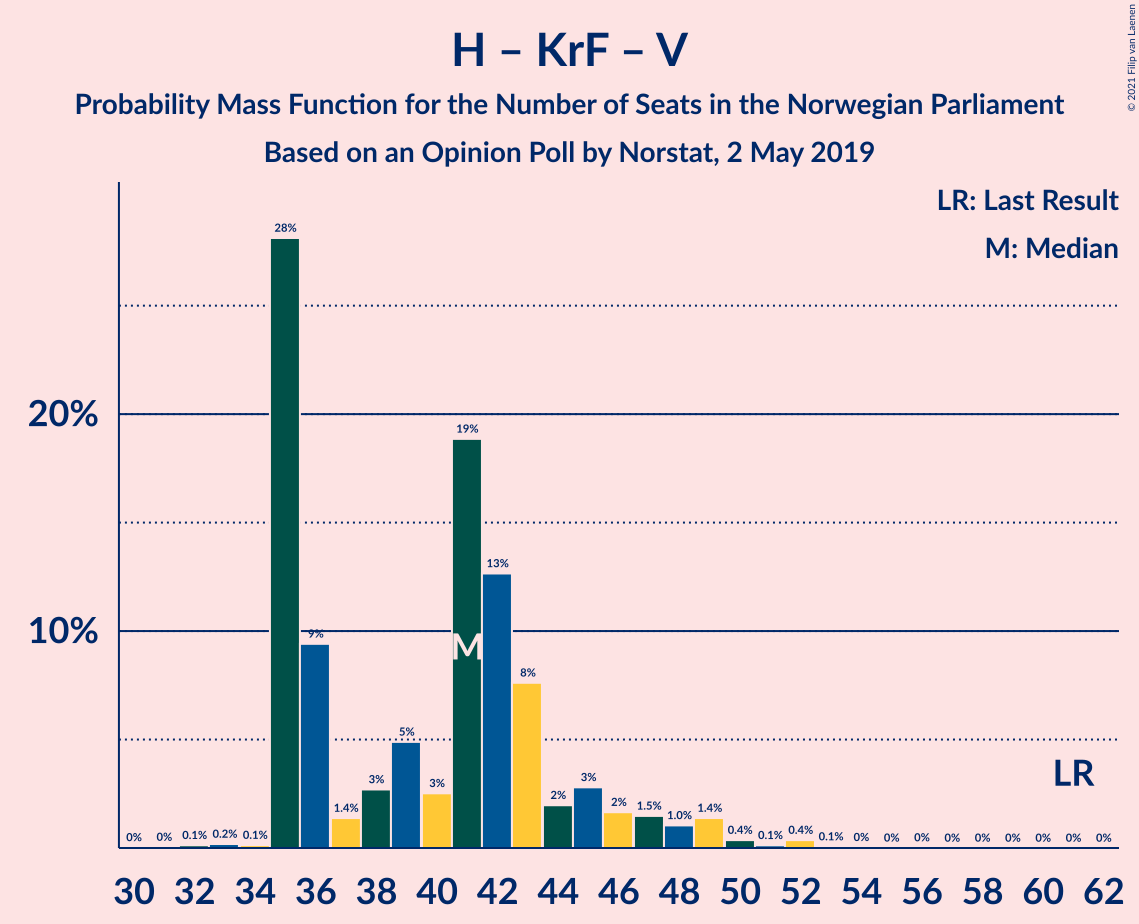 © 2021 Filip van Laenen
H – KrF – V
Probability Mass Function for the Number of Seats in the Norwegian Parliament
Based on an Opinion Poll by Norstat, 2 May 2019
LR: Last Result
M: Median
28%
20%
19%
13%
10%
9%
M
8%
5%
LR
3%
3%
3%
2%
2%
1.4%
1.5%
1.0%
1.4%
0% 0% 0.1% 0.2% 0.1% 0.4% 0.1% 0.4% 0.1% 0% 0% 0% 0% 0% 0% 0% 0% 0%
30 32 34 36 38 40 42 44 46 48 50 52 54 56 58 60 62